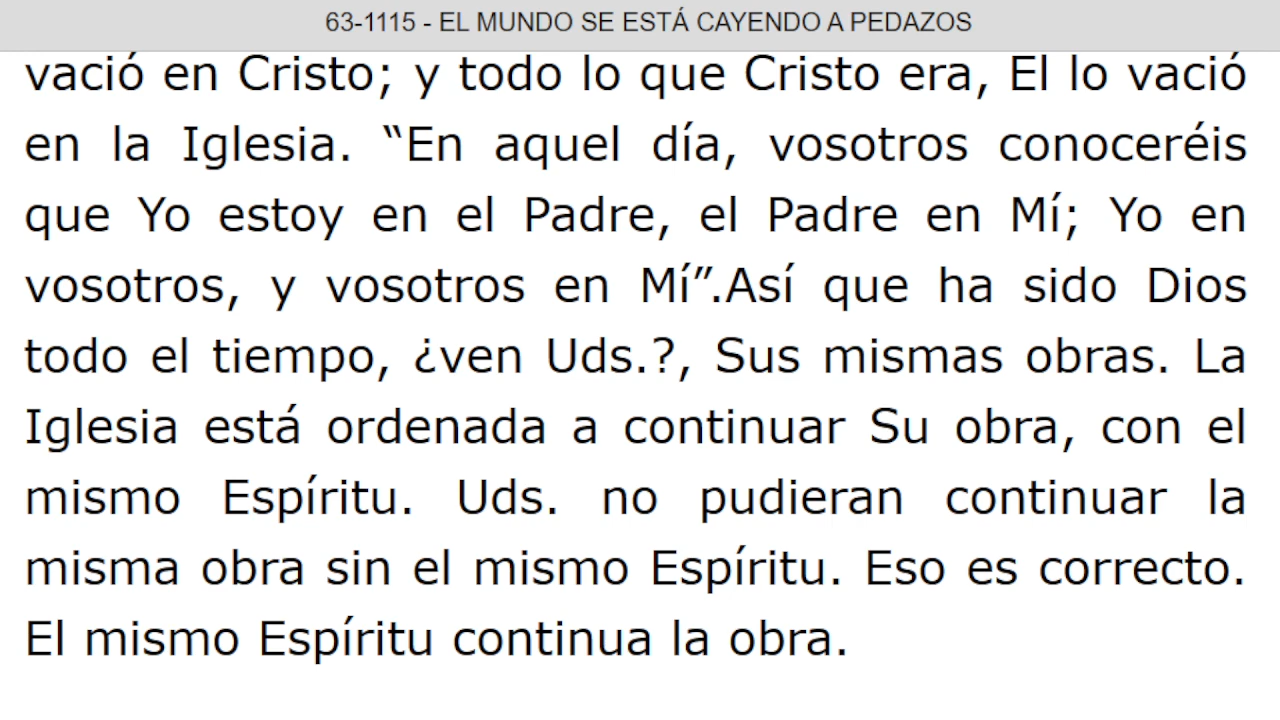 63-1115 - EL MUNDO SE ESTÁ CAYENDO A PEDAZOS
vació en Cristo; y todo lo que Cristo era, El lo vació
en la Iglesia. “En aquel día, vosotros conoceréis
que Yo estoy en el Padre, el Padre en Mí; Yo en
vosotros, y vosotros en Mí”.Así que ha sido Dios
todo el tiempo, ¿ven Uds.?, Sus mismas obras. La
Iglesia está ordenada a continuar Su obra, con el
mismo Espíritu. Uds. no pudieran continuar la
misma obra sin el mismo Espíritu. Eso es correcto.
El mismo Espíritu continua la obra.